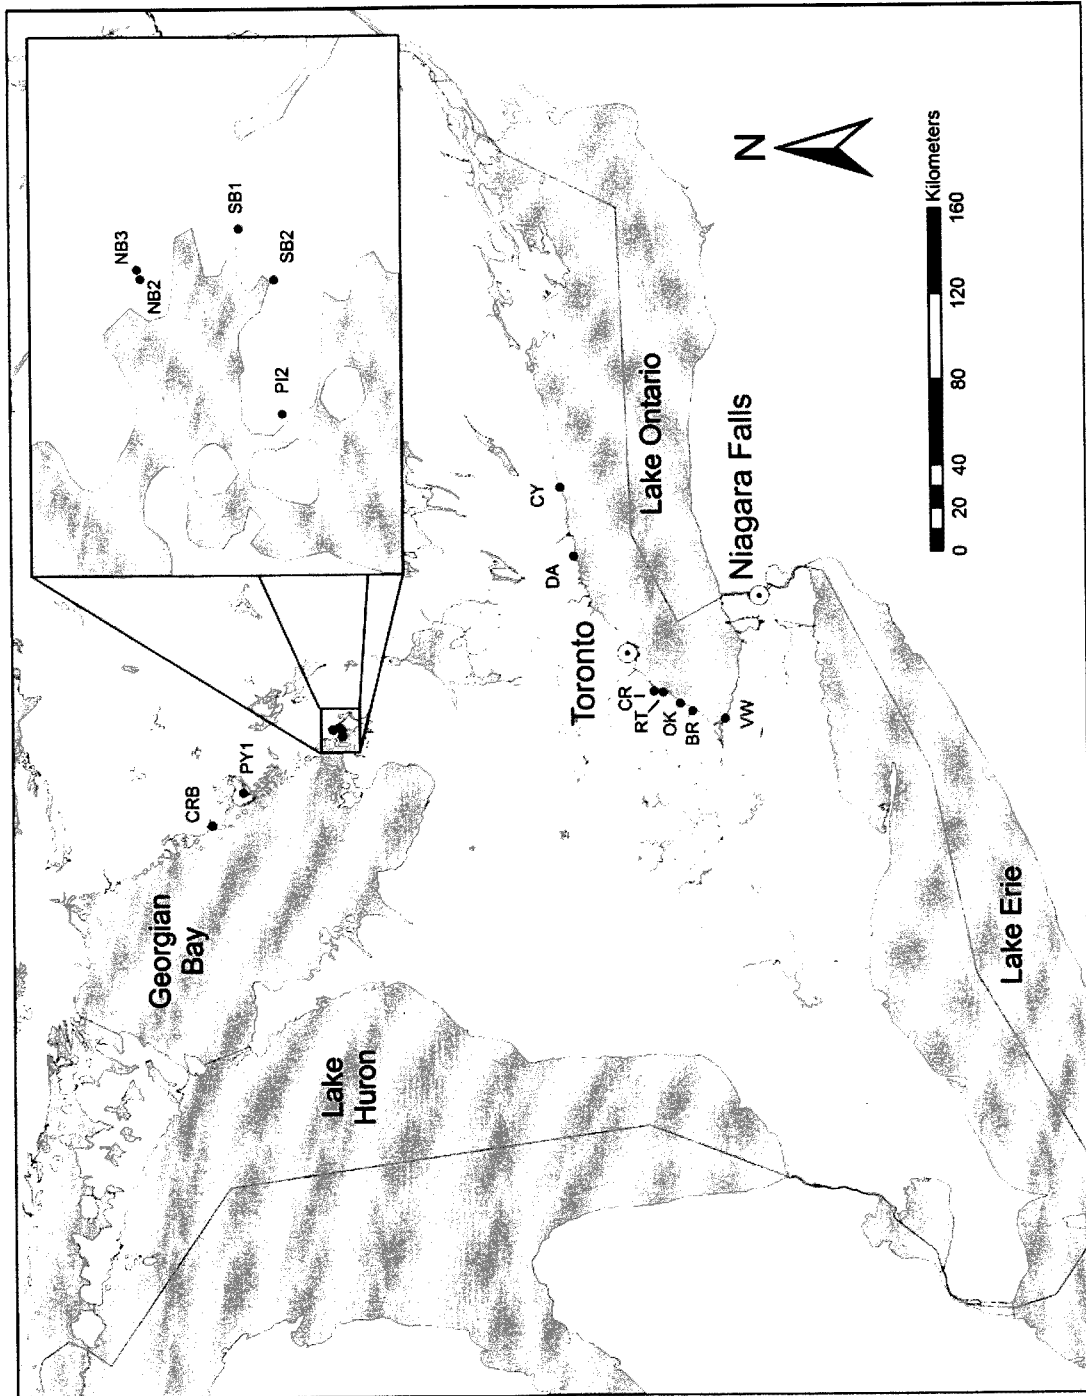 NB3
NB2
SB1
SB2
PI2
PY1
CRB
Georgian
Bay
Lake
Huron
CY
DA
Toronto
CR
RT
OK
BR
VW
Lake Ontario
Niagara Falls
Lake Erie
N
Kilometers
0 20 40 80 120 160